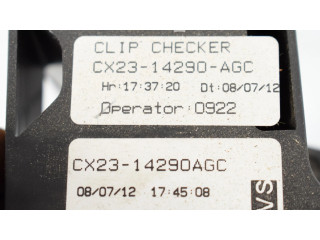 CLIP CHECKER
CX23-14290-AGC
Hr:17:37:20 Dt:08/07/12
Operator:0922
CX23-14290AGC
08/07/12 17:45:08
VS